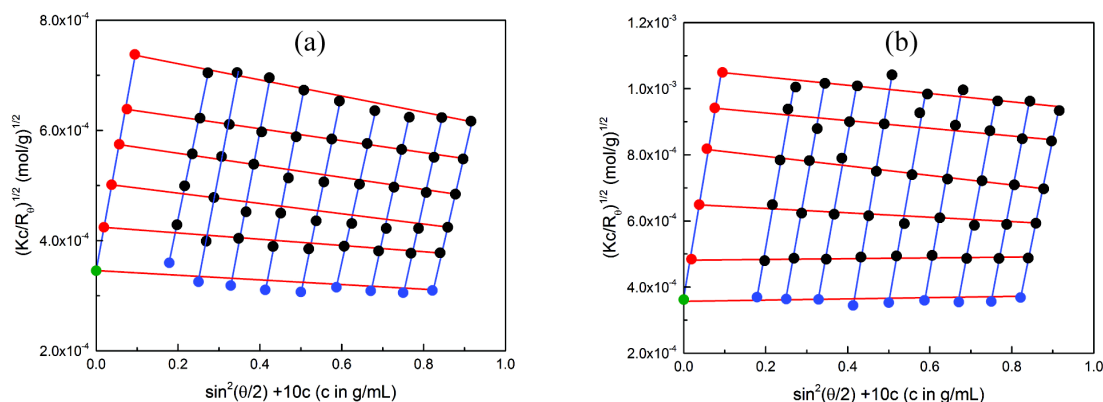 (a)
8.0x10⁻⁴
6.0x10⁻⁴
4.0x10⁻⁴
2.0x10⁻⁴
(Kc/Rθ)^1/2 (mol/g)^1/2
0.0 0.2 0.4 0.6 0.8 1.0
sin²(θ/2) +10c (c in g/mL)
(b)
1.2x10⁻³
1.0x10⁻³
8.0x10⁻⁴
6.0x10⁻⁴
4.0x10⁻⁴
2.0x10⁻⁴
(Kc/Rθ)^1/2 (mol/g)^1/2
0.0 0.2 0.4 0.6 0.8 1.0
sin²(θ/2) +10c (c in g/mL)